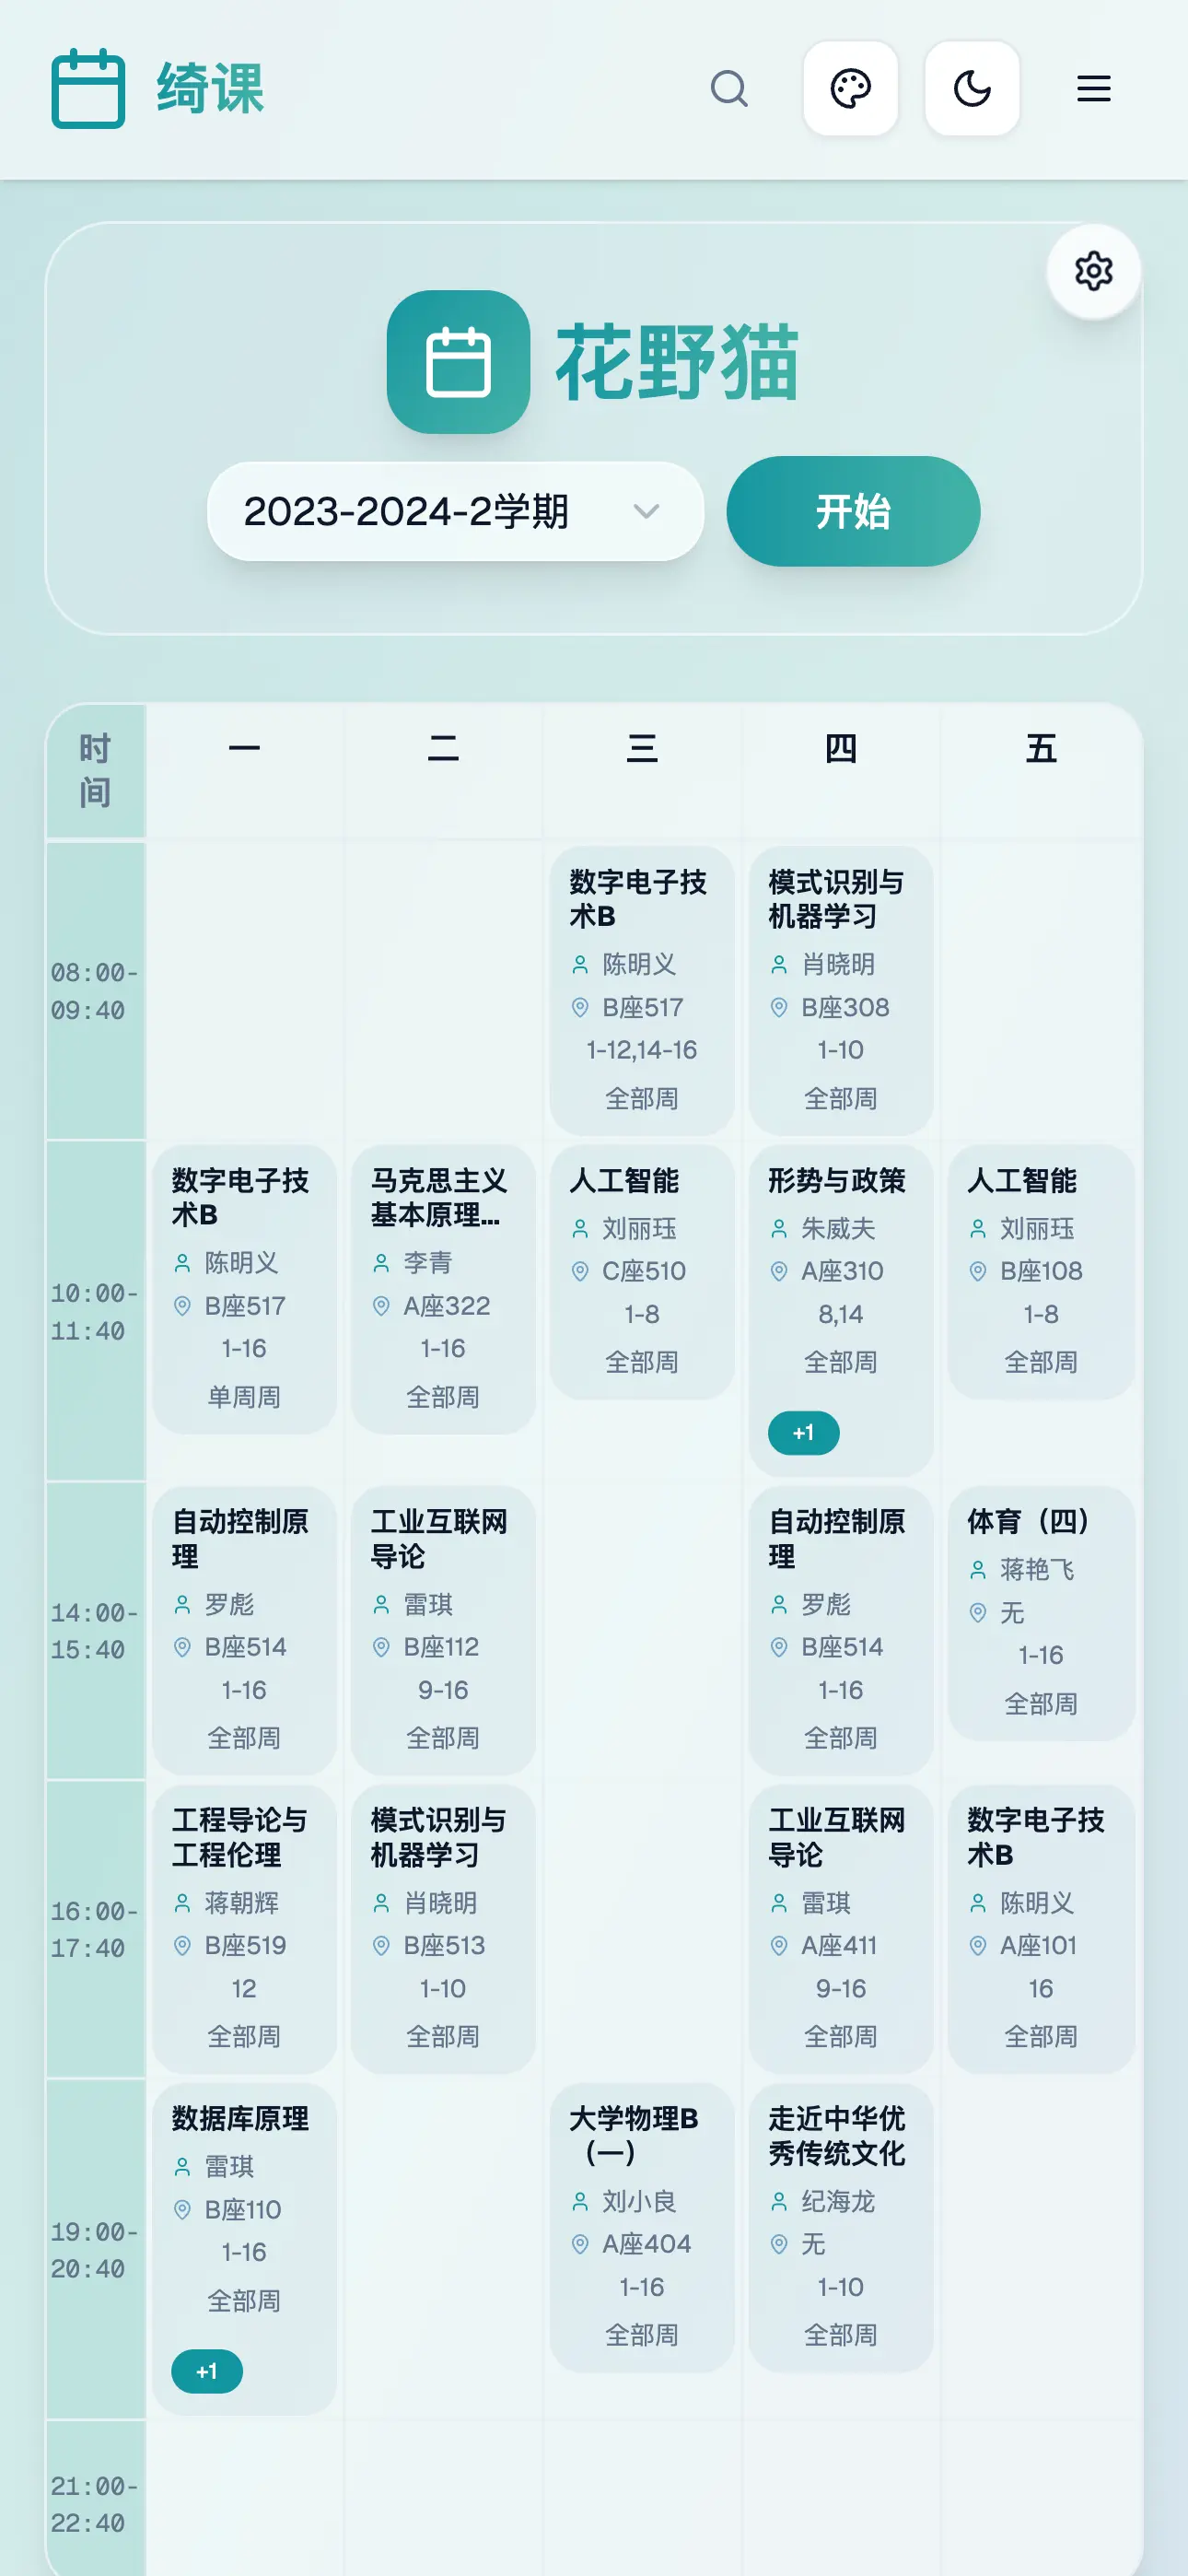 绮课
花野猫
2023-2024-2学期
开始
时
间
一
二
三
四
五
08:00-
09:40
数字电子技
术B
陈明义
B座517
1-12,14-16
全部周
模式识别与
机器学习
肖晓明
B座308
1-10
全部周
10:00-
11:40
数字电子技
术B
陈明义
B座517
1-16
单周周
马克思主义
基本原理...
李青
A座322
1-16
全部周
人工智能
刘丽珏
C座510
1-8
全部周
形势与政策
朱威夫
A座310
8,14
全部周
+1
人工智能
刘丽珏
B座108
1-8
全部周
14:00-
15:40
自动控制原
理
罗彪
B座514
1-16
全部周
工业互联网
导论
雷琪
B座112
9-16
全部周
自动控制原
理
罗彪
B座514
1-16
全部周
体育（四）
蒋艳飞
无
1-16
全部周
16:00-
17:40
工程导论与
工程伦理
蒋朝辉
B座519
12
全部周
模式识别与
机器学习
肖晓明
B座513
1-10
全部周
工业互联网
导论
雷琪
A座411
9-16
全部周
数字电子技
术B
陈明义
A座101
16
全部周
19:00-
20:40
数据库原理
雷琪
B座110
1-16
全部周
+1
大学物理B
（一）
刘小良
A座404
1-16
全部周
走近中华优
秀传统文化
纪海龙
无
1-10
全部周
21:00-
22:40